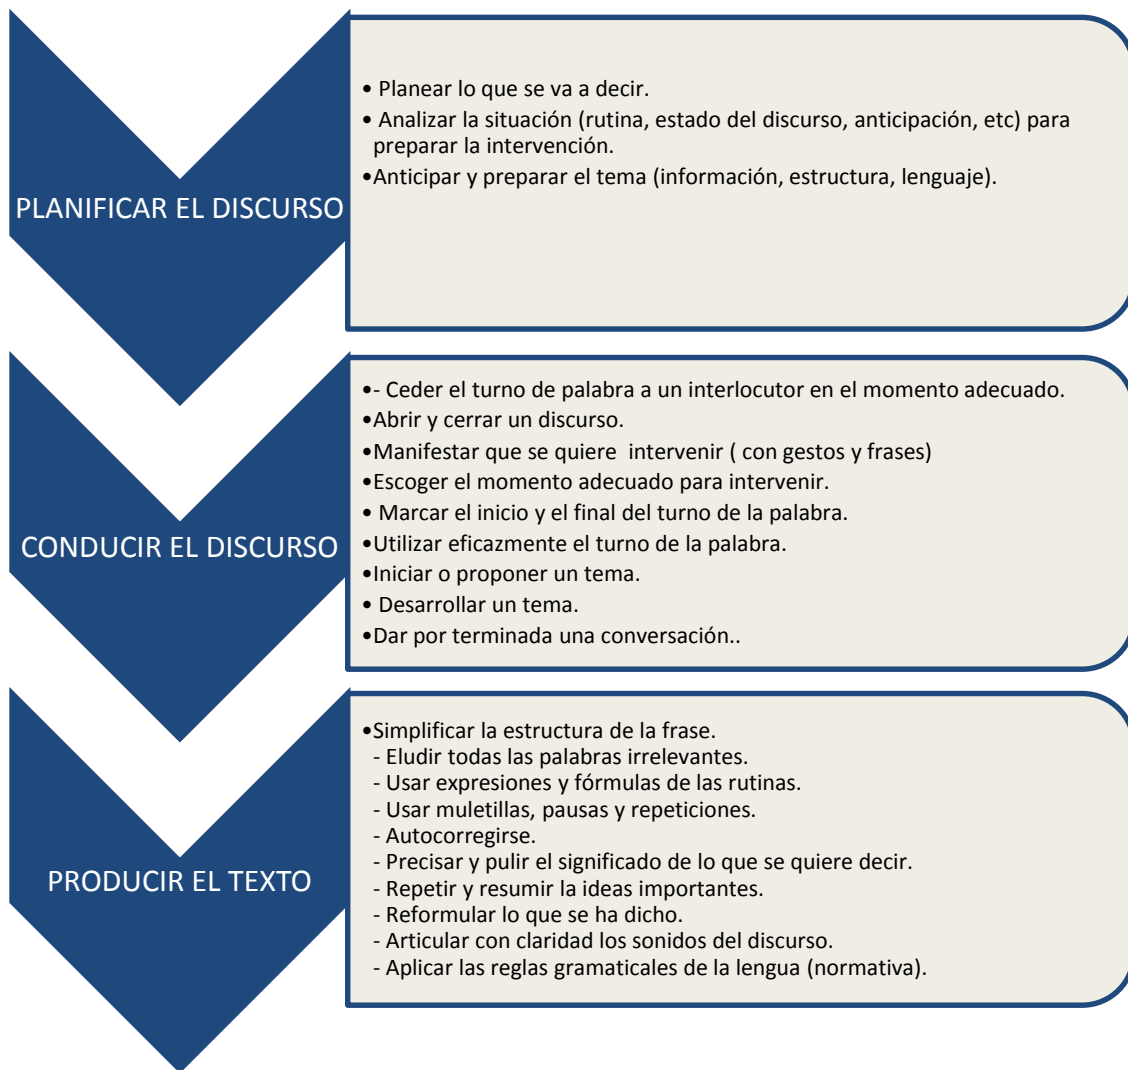 PLANIFICAR EL DISCURSO
• Planear lo que se va a decir.
• Analizar la situación (rutina, estado del discurso, anticipación, etc) para
preparar la intervención.
•Anticipar y preparar el tema (información, estructura, lenguaje).
CONDUCIR EL DISCURSO
•- Ceder el turno de palabra a un interlocutor en el momento adecuado.
•Abrir y cerrar un discurso.
•Manifestar que se quiere intervenir ( con gestos y frases)
•Escoger el momento adecuado para intervenir.
• Marcar el inicio y el final del turno de la palabra.
•Utilizar eficazmente el turno de la palabra.
•Iniciar o proponer un tema.
• Desarrollar un tema.
•Dar por terminada una conversación..
PRODUCIR EL TEXTO
•Simplificar la estructura de la frase.
- Eludir todas las palabras irrelevantes.
- Usar expresiones y fórmulas de las rutinas.
- Usar muletillas, pausas y repeticiones.
- Autocorregirse.
- Precisar y pulir el significado de lo que se quiere decir.
- Repetir y resumir la ideas importantes.
- Reformular lo que se ha dicho.
- Articular con claridad los sonidos del discurso.
- Aplicar las reglas gramaticales de la lengua (normativa).